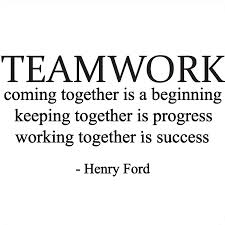 TEAMWORK
coming together is a beginning
keeping together is progress
working together is success
- Henry Ford